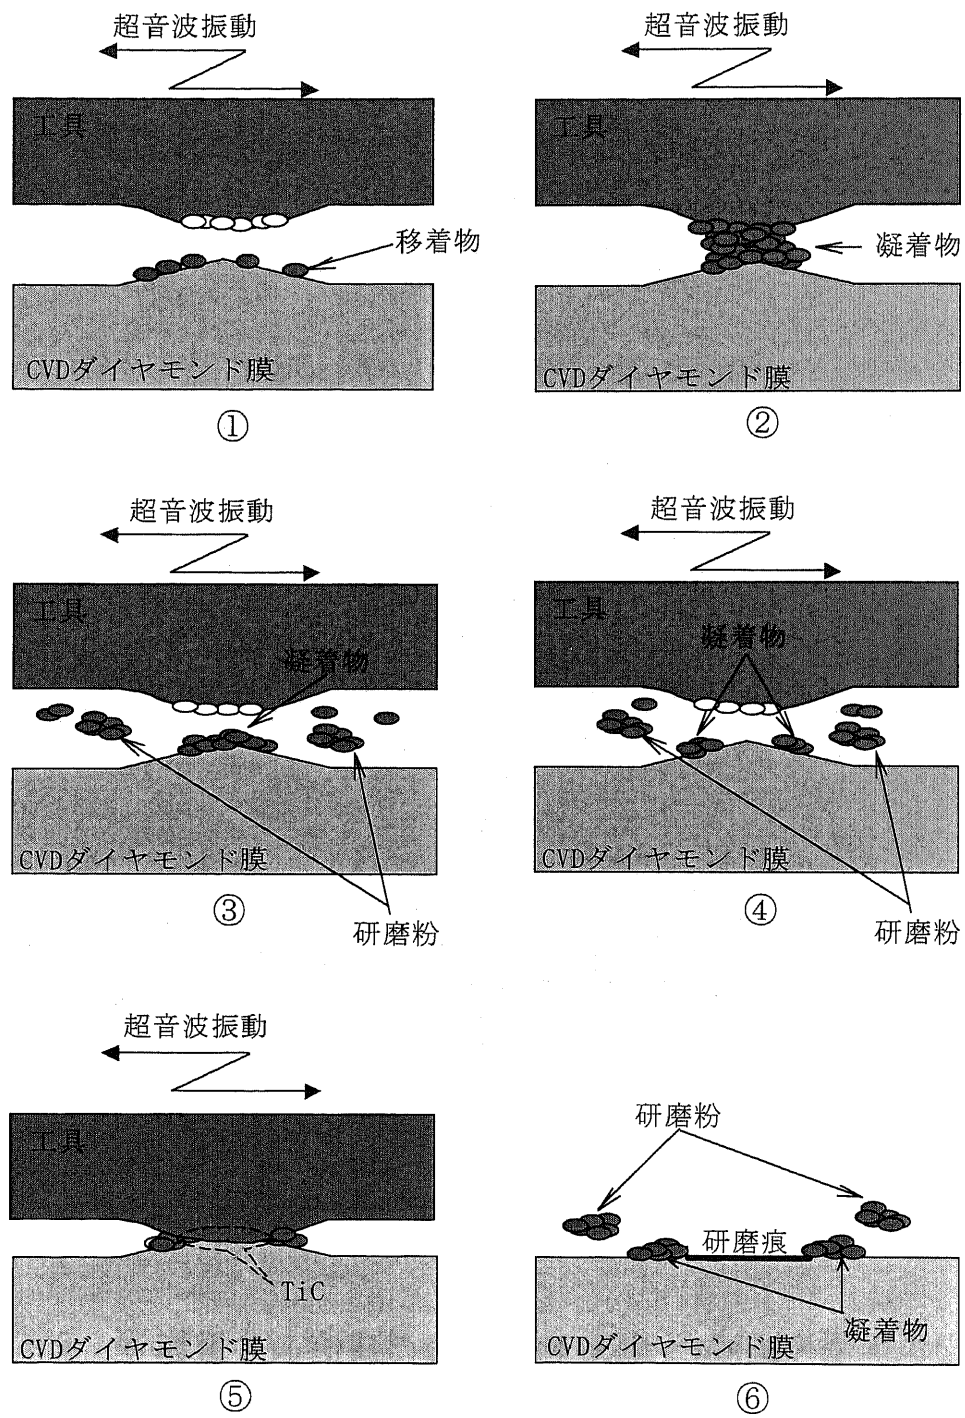 超音波振動
工具
移着物
CVDダイヤモンド膜
①
超音波振動
工具
凝着物
CVDダイヤモンド膜
②
超音波振動
工具
凝着物
CVDダイヤモンド膜
③
研磨粉
超音波振動
工具
凝着物
CVDダイヤモンド膜
④
研磨粉
超音波振動
工具
TiC
CVDダイヤモンド膜
⑤
研磨粉
研磨痕
凝着物
CVDダイヤモンド膜
⑥